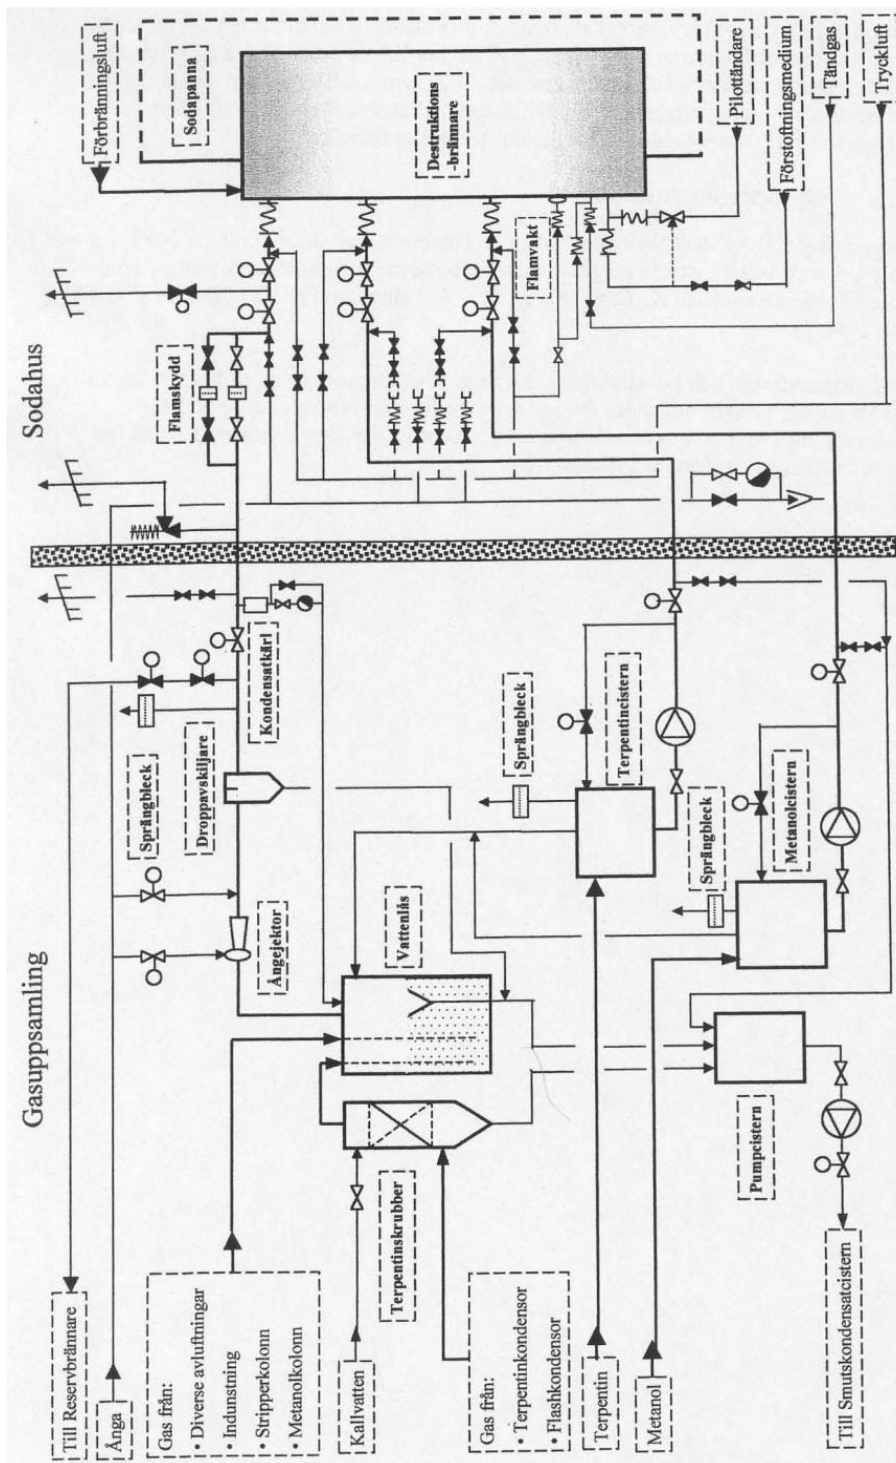 Gasuppsamling
Sodahus
Till Reservbrännare
Ånga
Gas från:
• Diverse avluftningar
• Indunstning
• Stripperkolonn
• Metanolkolonn
Kallvatten
Gas från:
• Terpentinkondensor
• Flashkondensor
Terpentin
Metanol
Till Smutskondensatcistern
Terpentinskrubber
Pumpcistern
Ångejektor
Vattenlås
Sprängbleck
Droppavskiljare
Kondensatkärl
Sprängbleck
Terpentincistern
Sprängbleck
Metanolcistern
Flamskydd
Flamvakt
Förbränningsluft
Sodapanna
Destruktions
-brännare
Pilottändare
Förstoftningsmedium
Tändgas
Tryckluft